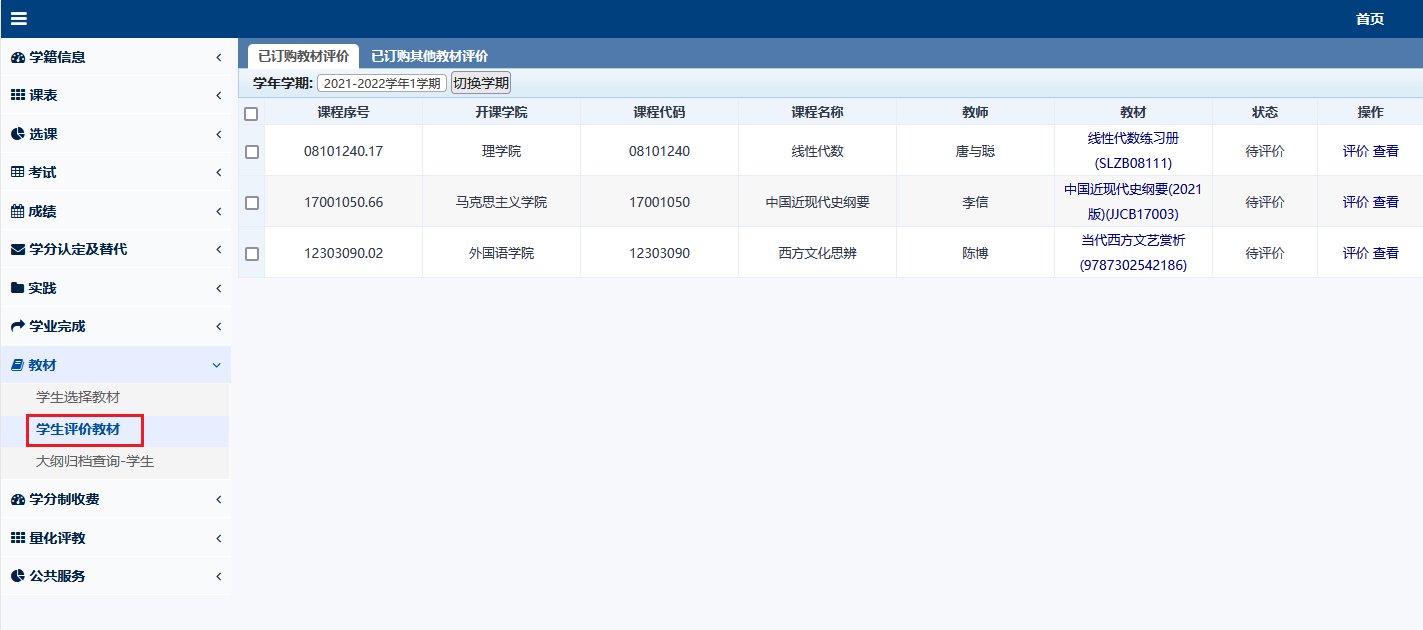 首页
学籍信息
课表
选课
考试
成绩
学分认定及替代
实践
学业完成
教材
学生选择教材
学生评价教材
大纲归档查询-学生
学分制收费
量化评教
公共服务
已订购教材评价 已订购其他教材评价
学年学期: 2021-2022学年1学期 切换学期
课程序号 开课学院 课程代码 课程名称 教师 教材 状态 操作
08101240.17 理学院 08101240 线性代数 唐与聪 线性代数练习册
(SLZB08111) 待评价 评价 查看
17001050.66 马克思主义学院 17001050 中国近现代史纲要 李信 中国近现代史纲要(2021
版)(JJCB17003) 待评价 评价 查看
12303090.02 外国语学院 12303090 西方文化思辨 陈博 当代西方文艺赏析
(9787302542186) 待评价 评价 查看